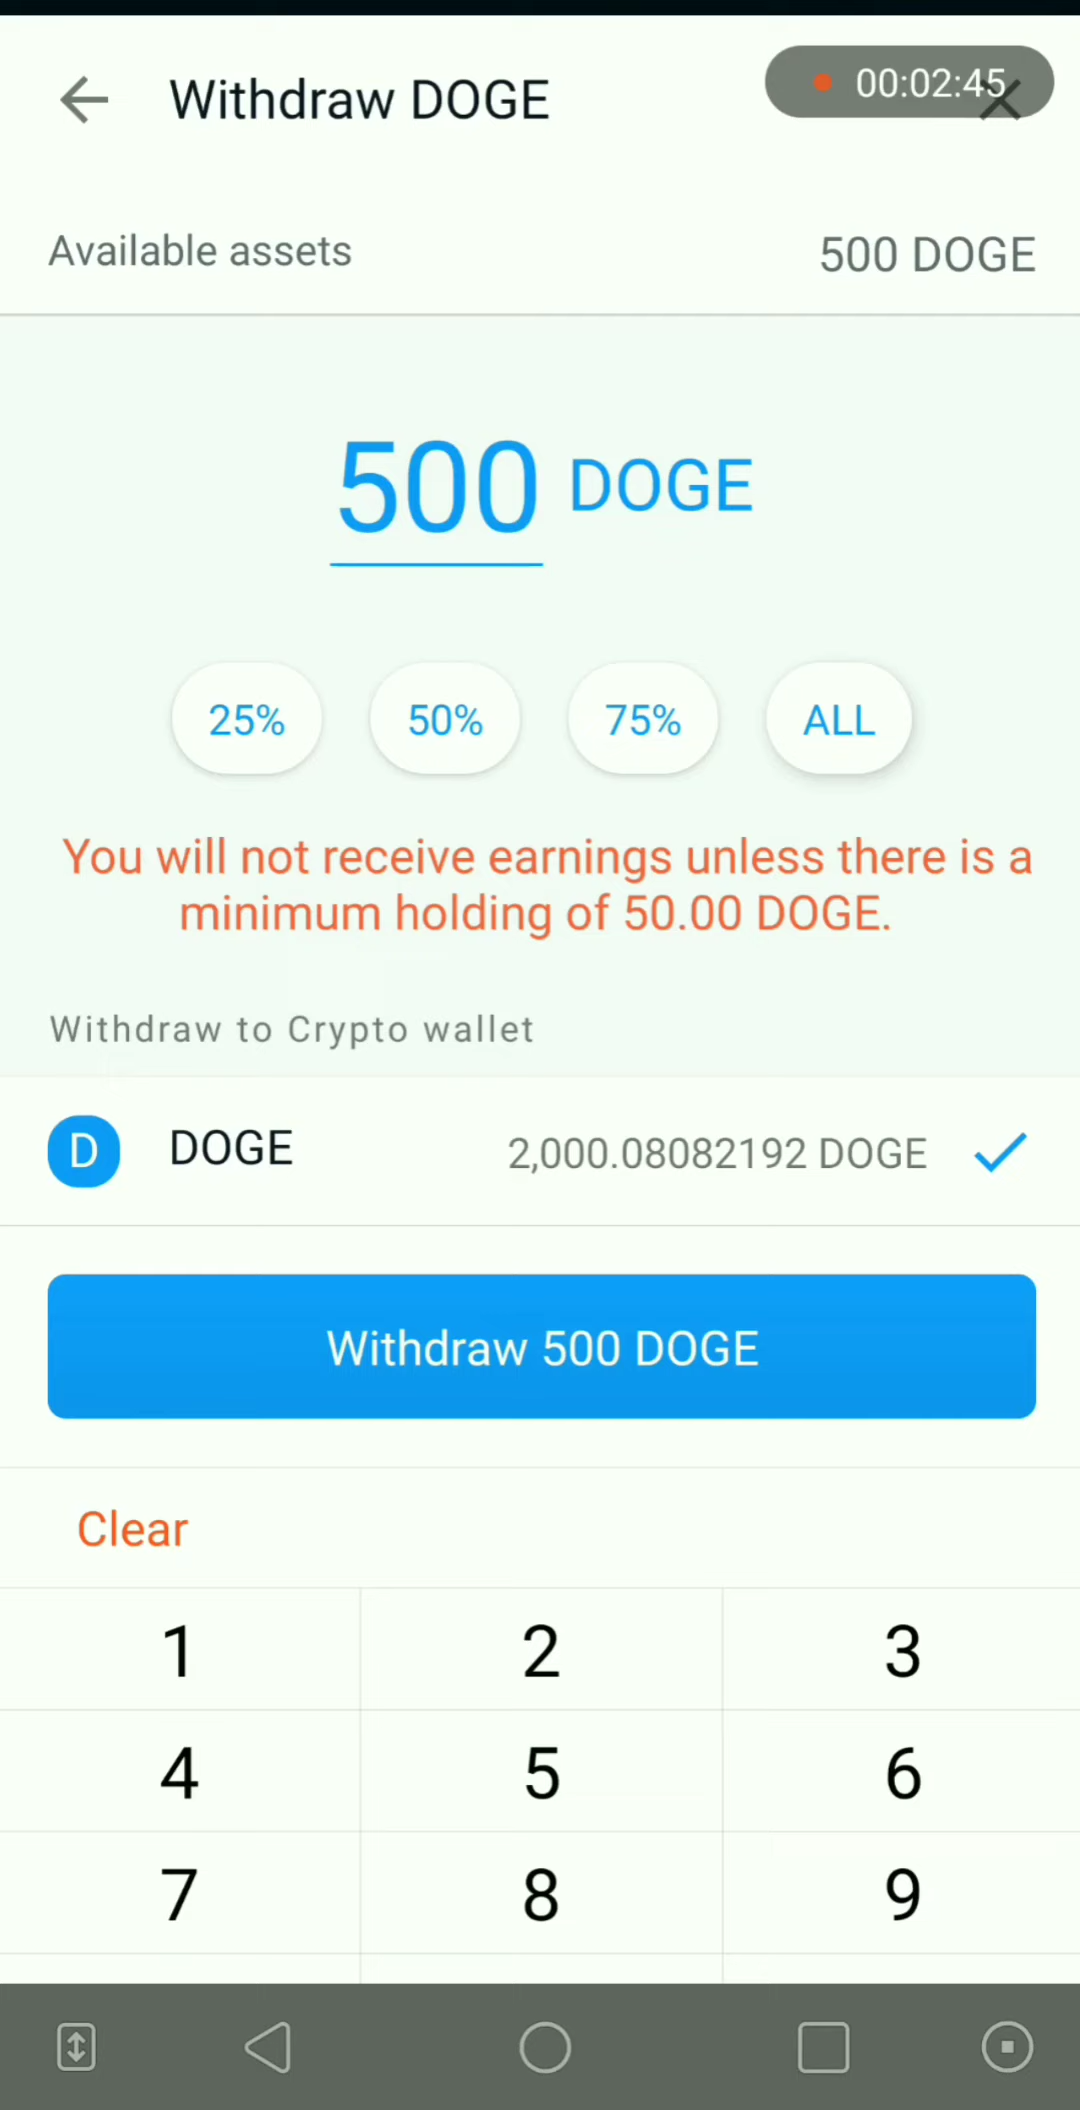 Withdraw DOGE
00:02:45
Available assets
500 DOGE
500 DOGE
25%
50%
75%
ALL
You will not receive earnings unless there is a
minimum holding of 50.00 DOGE.
Withdraw to Crypto wallet
D
DOGE
2,000.08082192 DOGE
Withdraw 500 DOGE
Clear
1
2
3
4
5
6
7
8
9